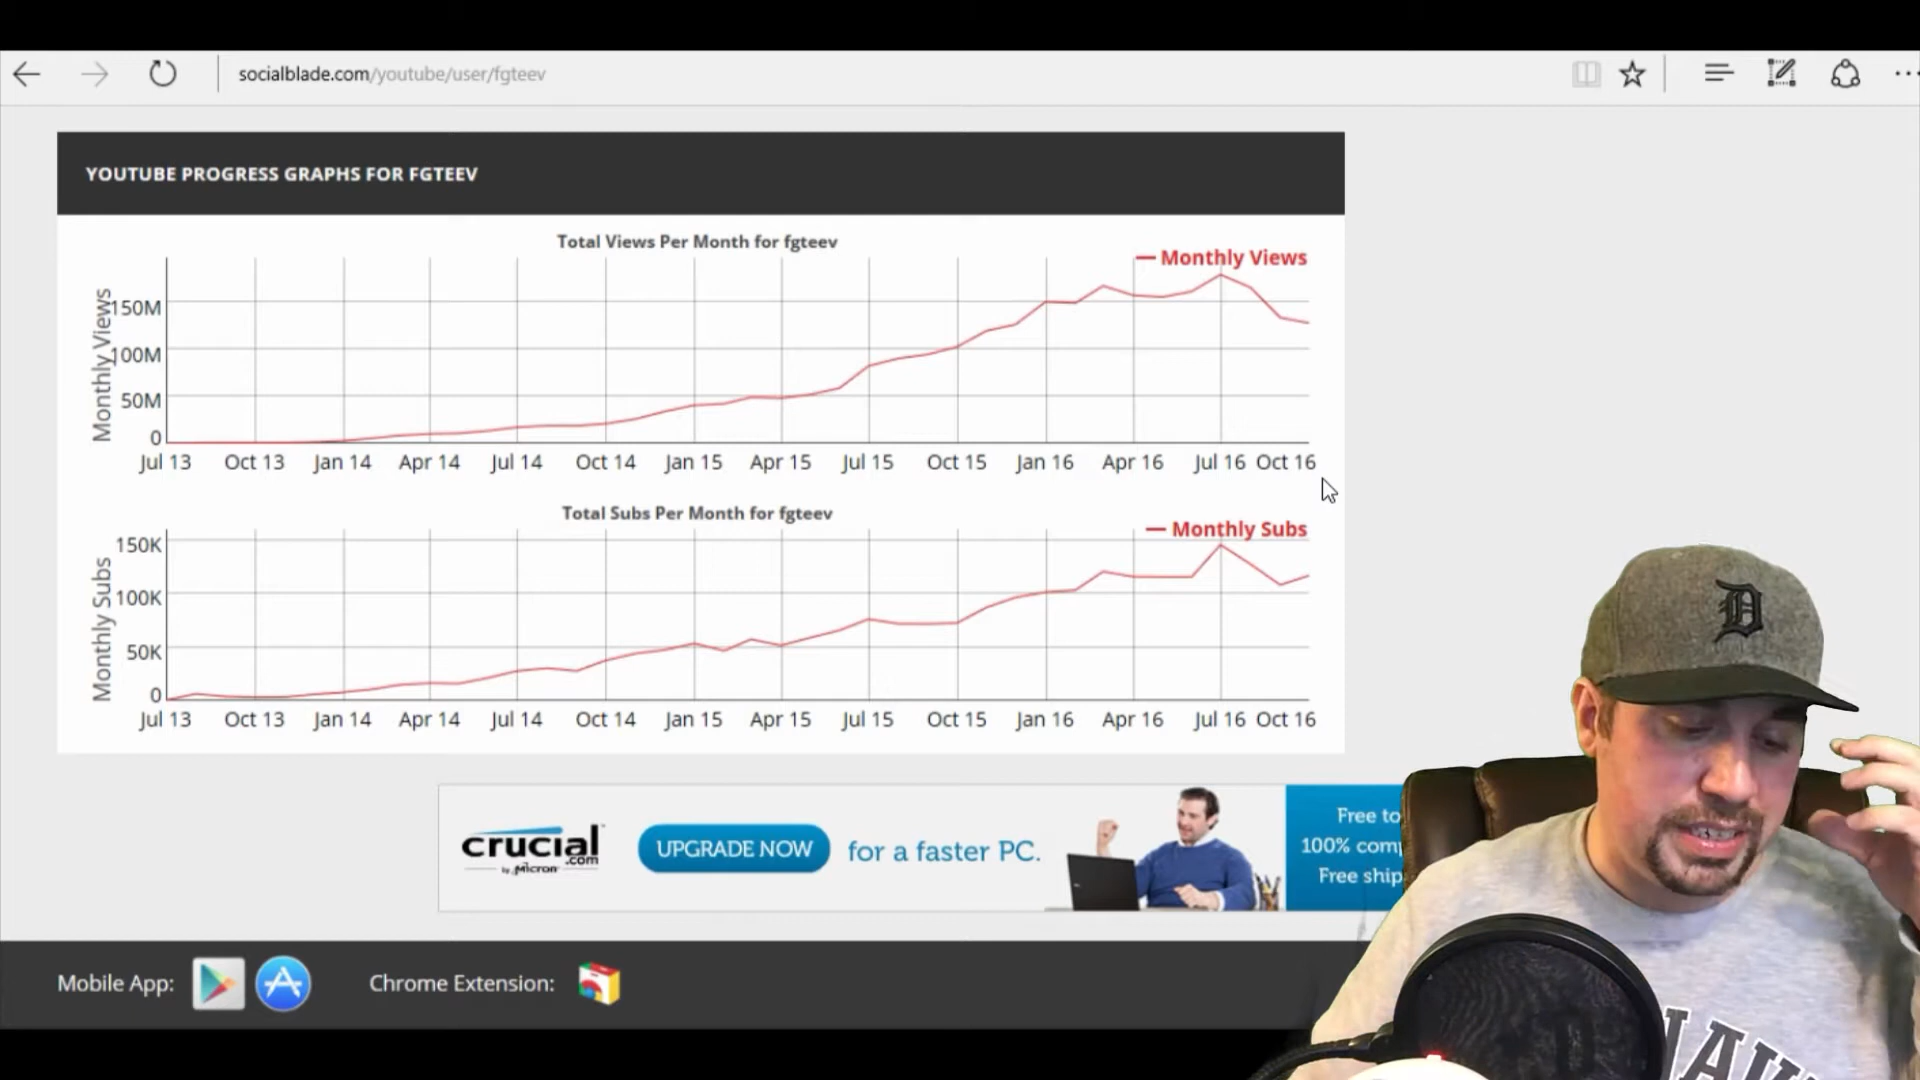 socialblade.com/youtube/user/fgteev
YOUTUBE PROGRESS GRAPHS FOR FGTEEV
Total Views Per Month for fgteev
Monthly Views
Monthly Views
150M
100M
50M
0
Jul 13 Oct 13 Jan 14 Apr 14 Jul 14 Oct 14 Jan 15 Apr 15 Jul 15 Oct 15 Jan 16 Apr 16 Jul 16 Oct 16
Total Subs Per Month for fgteev
Monthly Subs
Monthly Subs
150K
100K
50K
0
Jul 13 Oct 13 Jan 14 Apr 14 Jul 14 Oct 14 Jan 15 Apr 15 Jul 15 Oct 15 Jan 16 Apr 16 Jul 16 Oct 16
crucial
.com
by Micron
UPGRADE NOW
for a faster PC.
Free to
100% comp
Free ship
Mobile App:
Chrome Extension:
D